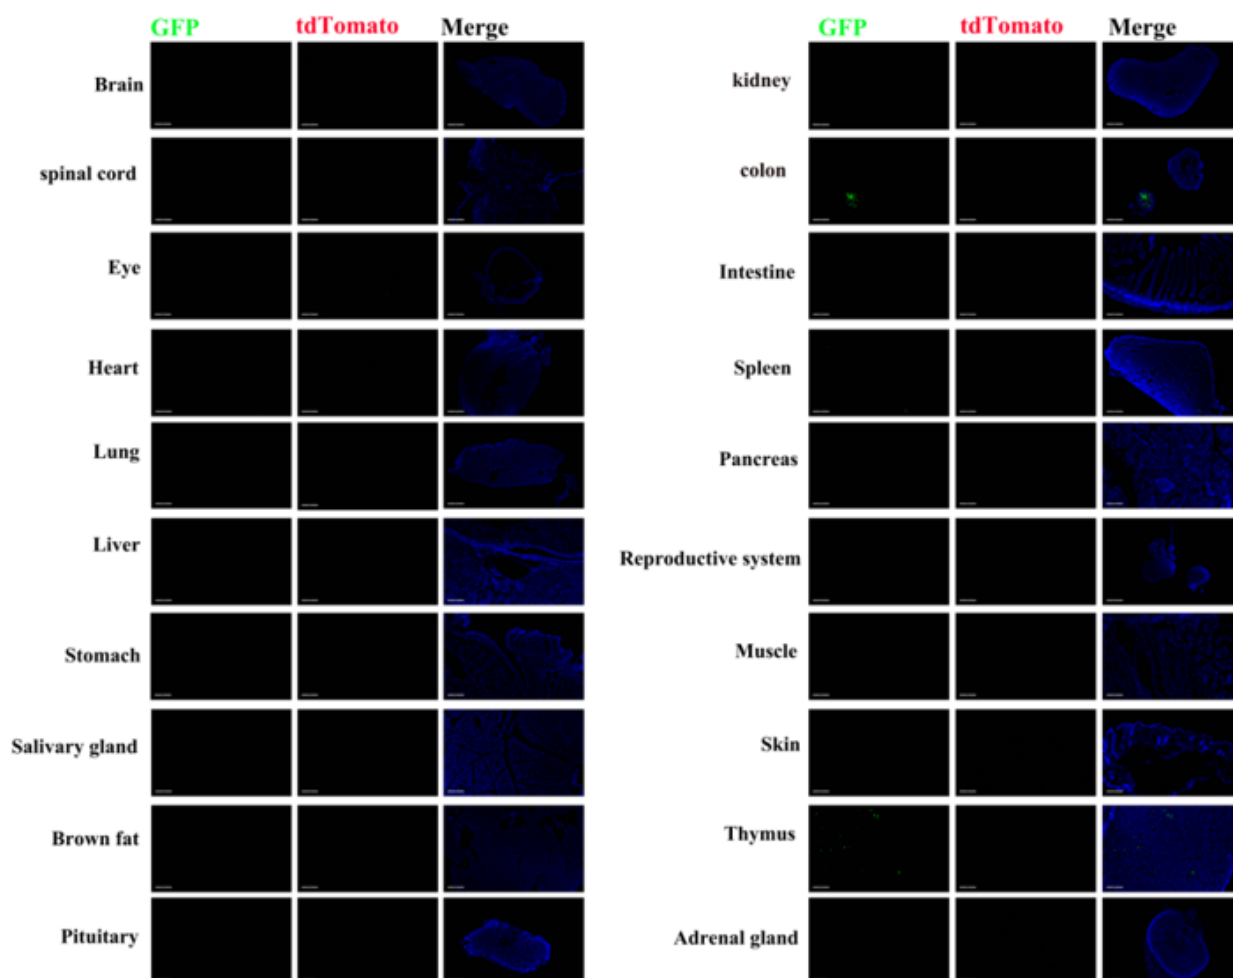 GFP tdTomato Merge
Brain
spinal cord
Eye
Heart
Lung
Liver
Stomach
Salivary gland
Brown fat
Pituitary
GFP tdTomato Merge
kidney
colon
Intestine
Spleen
Pancreas
Reproductive system
Muscle
Skin
Thymus
Adrenal gland